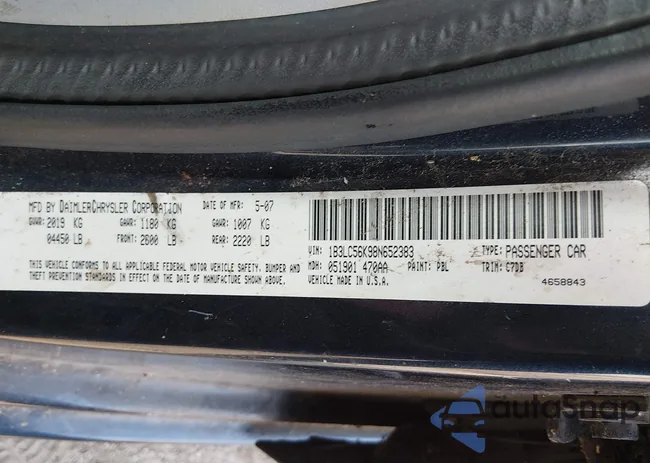 MFD BY DAIMLERCHRYSLER CORPORATION DATE OF MFR: 5-07
GVWR: 2019 KG GAWR: 1180 KG GAWR: 1007 KG
04450 LB FRONT: 2600 LB REAR: 2220 LB
THIS VEHICLE CONFORMS TO ALL APPLICABLE FEDERAL MOTOR VEHICLE SAFETY, BUMPER AND
THEFT PREVENTION STANDARDS IN EFFECT ON THE DATE OF MANUFACTURE SHOWN ABOVE.
VIN: 1B3LC56K98N652383 TYPE: PASSENGER CAR
MDH: 051901 470AA PAINT: PBL TRIM: C7DB
VEHICLE MADE IN U.S.A. 4658843
autoSnap